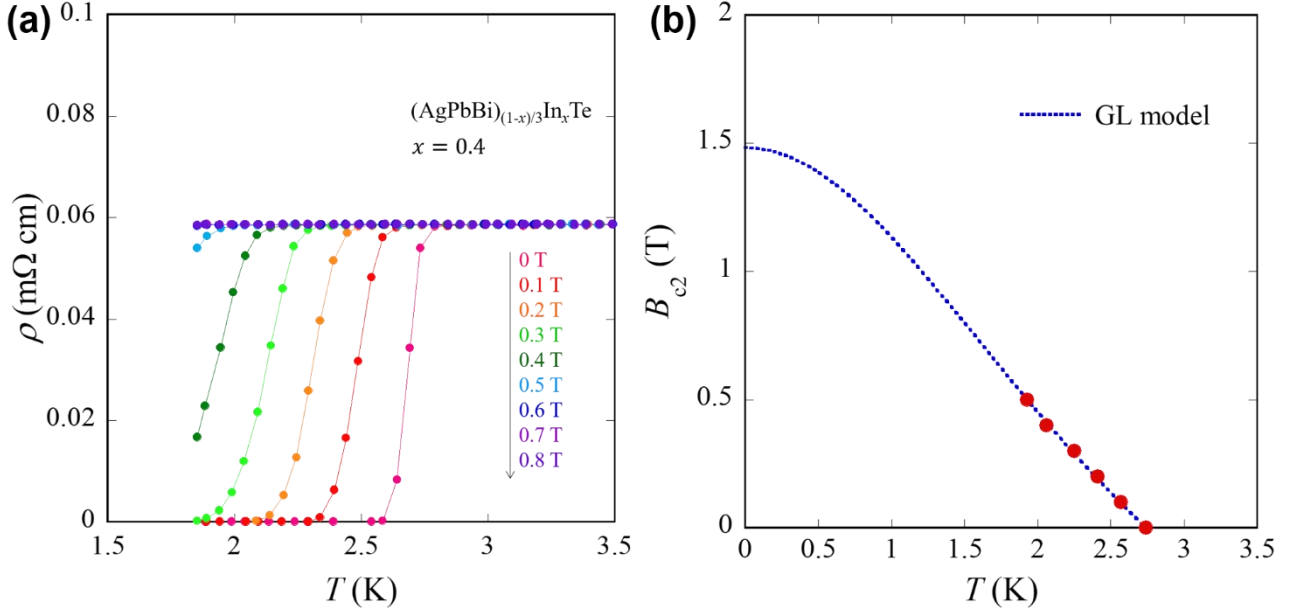 (a)
0.1
0.08
0.06
0.04
0.02
0
ρ (mΩ cm)
(AgPbBi)(1-x)/3InxTe
x = 0.4
0 T
0.1 T
0.2 T
0.3 T
0.4 T
0.5 T
0.6 T
0.7 T
0.8 T
1.5 2 2.5 3 3.5
T (K)
(b)
2
1.5
1
0.5
0
Bc2 (T)
GL model
0 0.5 1 1.5 2 2.5 3 3.5
T (K)